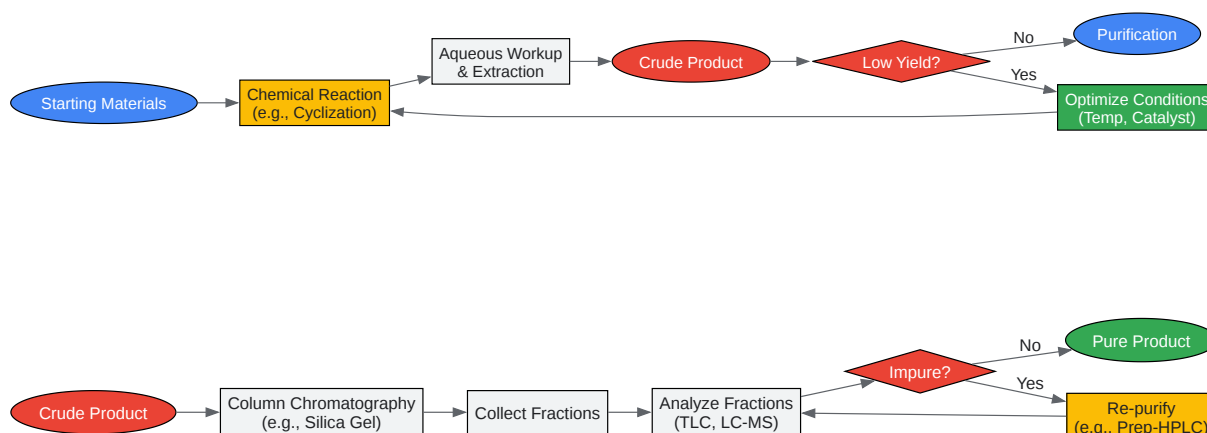 Starting Materials
Chemical Reaction
(e.g., Cyclization)
Aqueous Workup
& Extraction
Crude Product
Low Yield?
No
Purification
Yes
Optimize Conditions
(Temp, Catalyst)
Crude Product
Column Chromatography
(e.g., Silica Gel)
Collect Fractions
Analyze Fractions
(TLC, LC-MS)
Impure?
No
Pure Product
Yes
Re-purify
(e.g., Prep-HPLC)